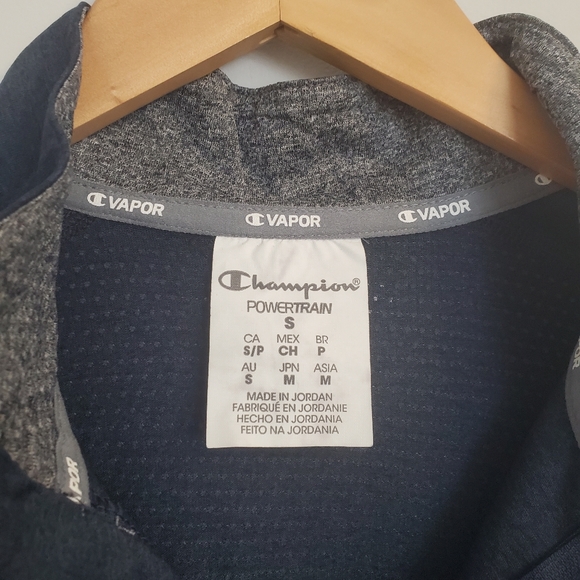 C VAPOR C VAPOR C VAPOR
Champion®
POWERTRAIN
S
CA MEX BR
S/P CH P
AU JPN ASIA
S M M
MADE IN JORDAN
FABRIQUÉ EN JORDANIE
HECHO EN JORDANIA
FEITO NA JORDANIA
VAPOR